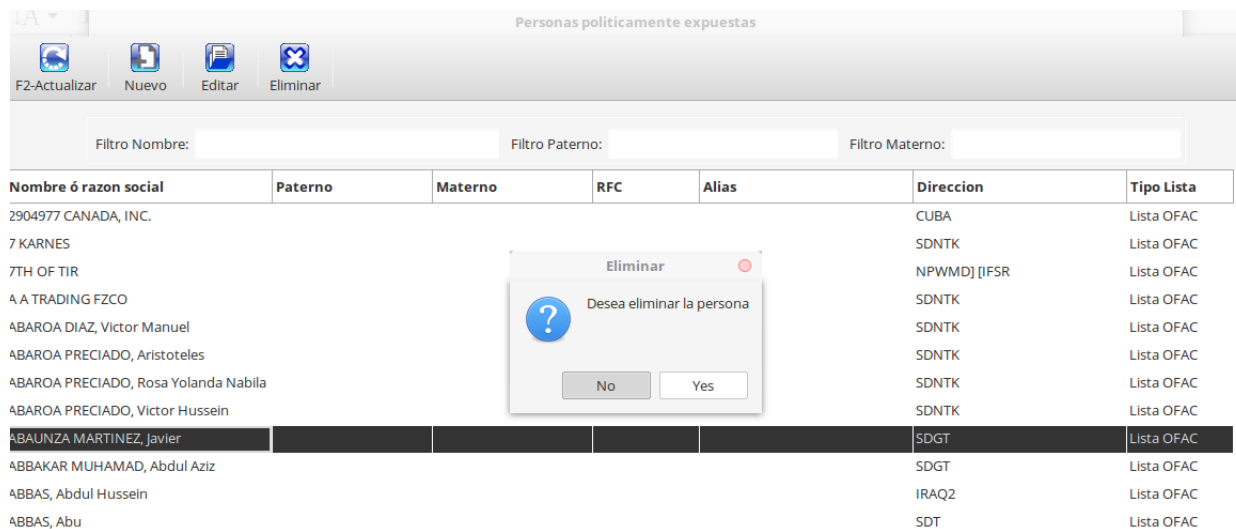 Personas politicamente expuestas
F2-Actualizar Nuevo Editar Eliminar
Filtro Nombre: Filtro Paterno: Filtro Materno:
Nombre ó razon social Paterno Materno RFC Alias Direccion Tipo Lista
2904977 CANADA, INC. CUBA Lista OFAC
7 KARNES SDNTK Lista OFAC
7TH OF TIR NPWMD] [IFSR Lista OFAC
A A TRADING FZCO SDNTK Lista OFAC
ABAROA DIAZ, Victor Manuel SDNTK Lista OFAC
ABAROA PRECIADO, Aristoteles SDNTK Lista OFAC
ABAROA PRECIADO, Rosa Yolanda Nabila SDNTK Lista OFAC
ABAROA PRECIADO, Victor Hussein SDNTK Lista OFAC
ABAUNZA MARTINEZ, Javier SDGT Lista OFAC
ABBAKAR MUHAMAD, Abdul Aziz SDGT Lista OFAC
ABBAS, Abdul Hussein IRAQ2 Lista OFAC
ABBAS, Abu SDT Lista OFAC
Eliminar
Desea eliminar la persona
No Yes